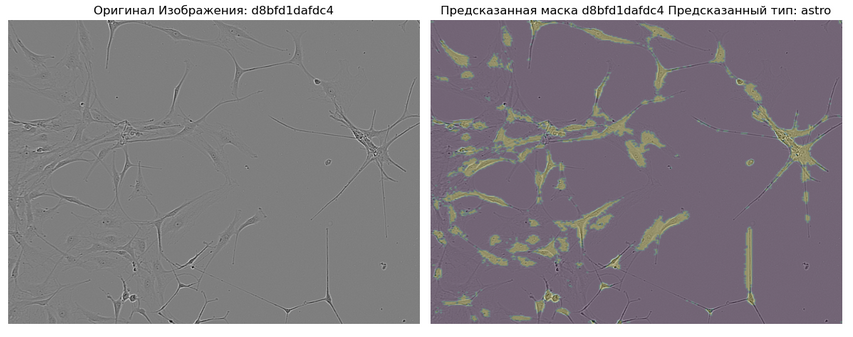 Оригинал Изображения: d8bfd1dafdc4
Предсказанная маска d8bfd1dafdc4 Предсказанный тип: astro